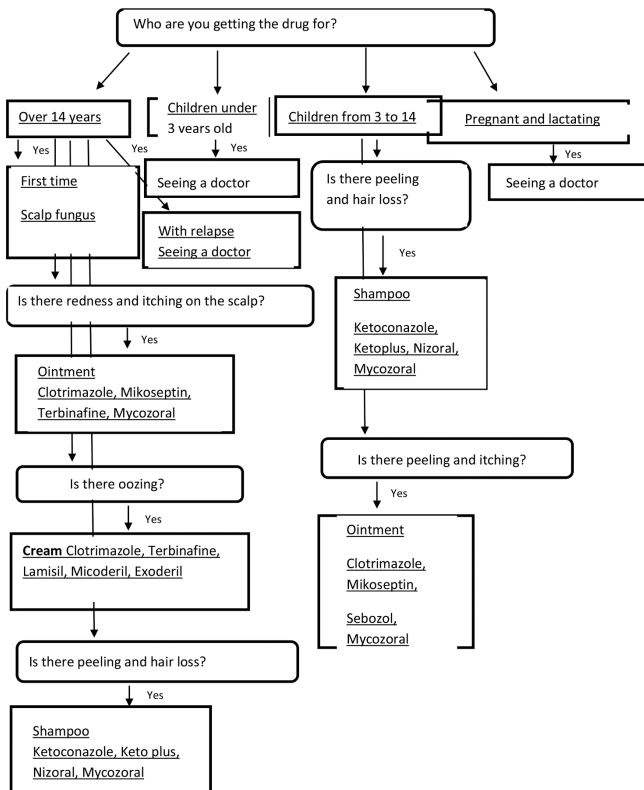 Who are you getting the drug for?
Over 14 years
Yes
Yes
First time
Scalp fungus
With relapse
Seeing a doctor
Is there redness and itching on the scalp?
Yes
Ointment
Clotrimazole, Mikoseptin,
Terbinafine, Mycozoral
Is there oozing?
Yes
Cream Clotrimazole, Terbinafine,
Lamisil, Micoderil, Exoderil
Is there peeling and hair loss?
Yes
Shampoo
Ketoconazole, Keto plus,
Nizoral, Mycozoral
Children under
3 years old
Yes
Seeing a doctor
Children from 3 to 14
Is there peeling
and hair loss?
Yes
Shampoo
Ketoconazole,
Ketoplus, Nizoral,
Mycozoral
Is there peeling and itching?
Yes
Ointment
Clotrimazole,
Mikoseptin,
Sebozol,
Mycozoral
Pregnant and lactating
Yes
Seeing a doctor